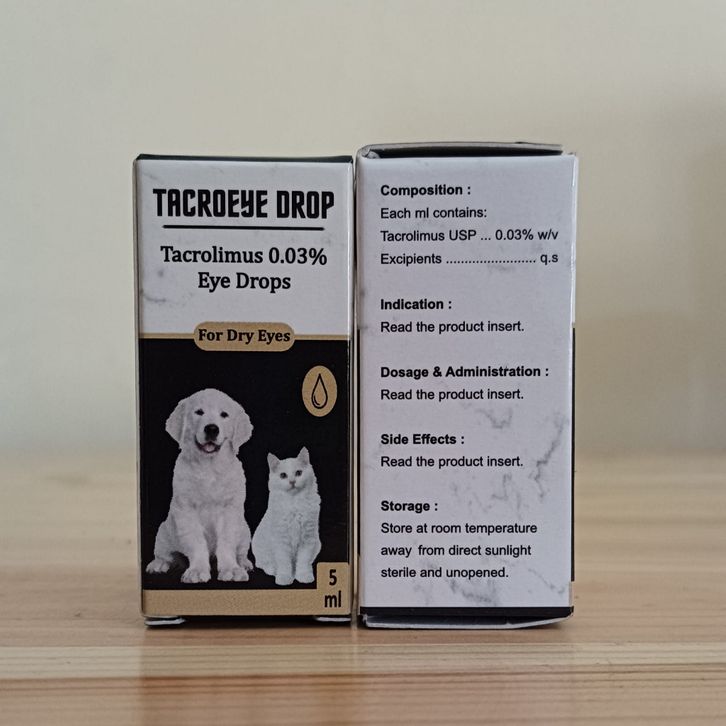 TACROEYE DROP
Tacrolimus 0.03%
Eye Drops
For Dry Eyes
5
ml
Composition :
Each ml contains:
Tacrolimus USP ... 0.03% w/v
Excipients ........................ q.s
Indication :
Read the product insert.
Dosage & Administration :
Read the product insert.
Side Effects :
Read the product insert.
Storage :
Store at room temperature
away from direct sunlight
sterile and unopened.